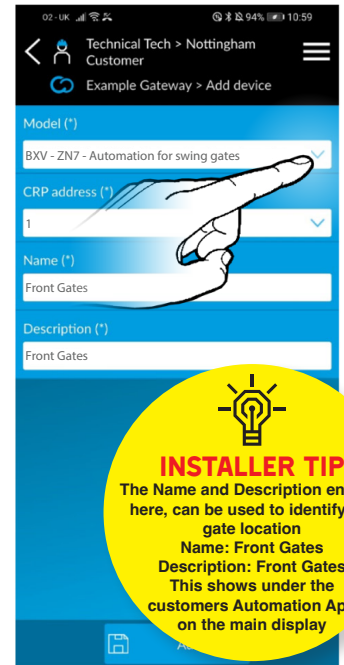 O2 - UK 94% 10:59
Technical Tech > Nottingham
Customer
Example Gateway > Add device
Model (*)
BXV - ZN7 - Automation for swing gates
CRP address (*)
1
Name (*)
Front Gates
Description (*)
Front Gates
INSTALLER TIP
The Name and Description en
here, can be used to identify
gate location
Name: Front Gates
Description: Front Gates
This shows under the
customers Automation Ap
on the main display